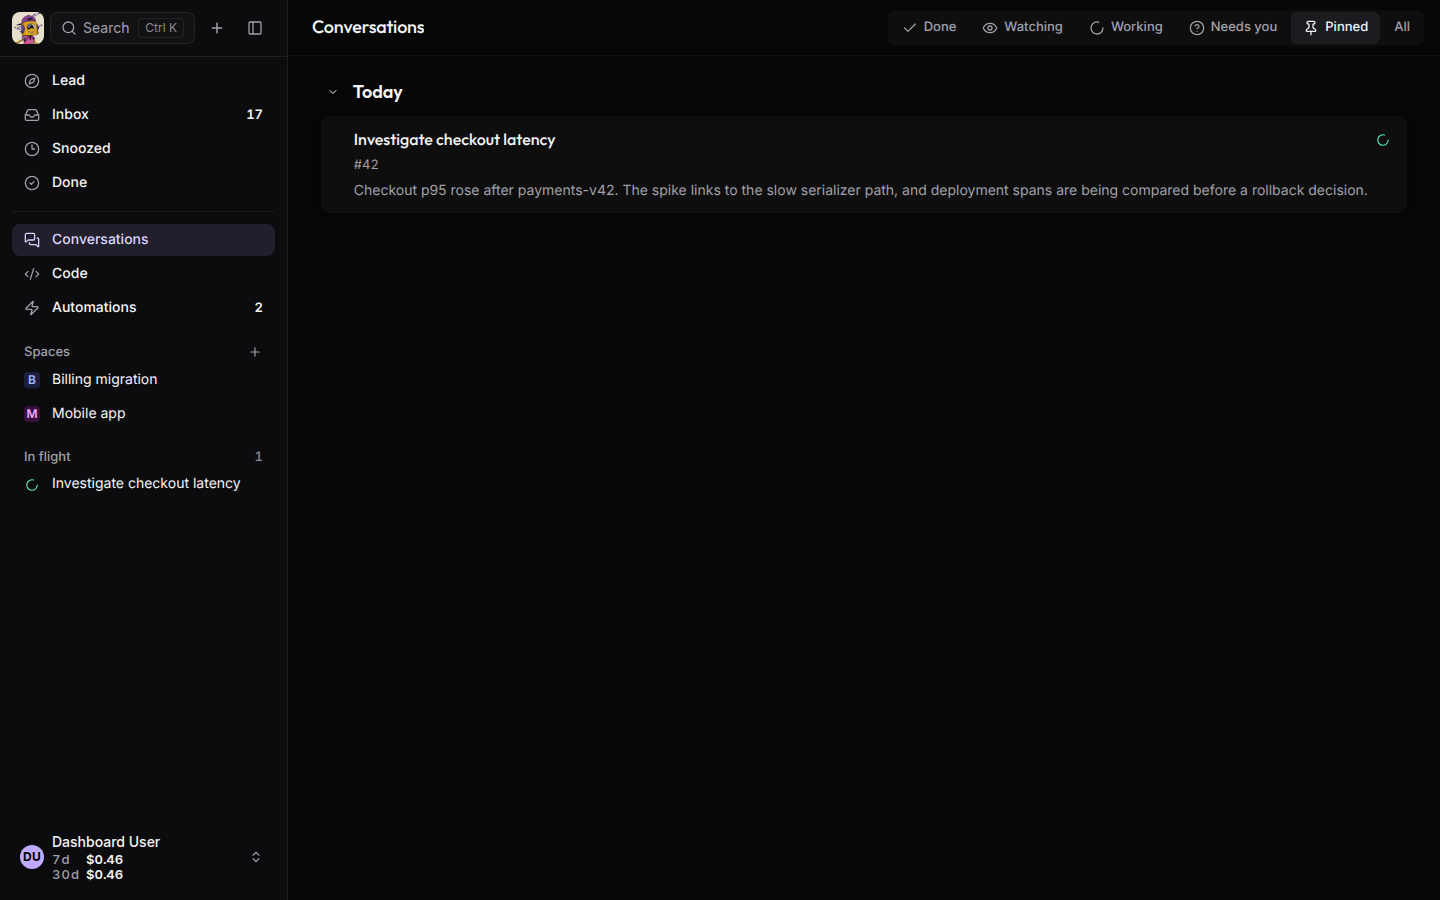 Search Ctrl K
Lead
Inbox 17
Snoozed
Done
Conversations
Code
Automations 2
Spaces
B Billing migration
M Mobile app
In flight 1
Investigate checkout latency
DU Dashboard User
7d $0.46
30d $0.46
Conversations
Done Watching Working Needs you Pinned All
Today
Investigate checkout latency
#42
Checkout p95 rose after payments-v42. The spike links to the slow serializer path, and deployment spans are being compared before a rollback decision.